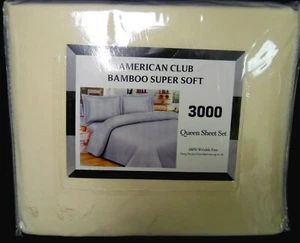 AMERICAN CLUB
BAMBOO SUPER SOFT
3000
Queen Sheet Set
100% Wrinkle Free